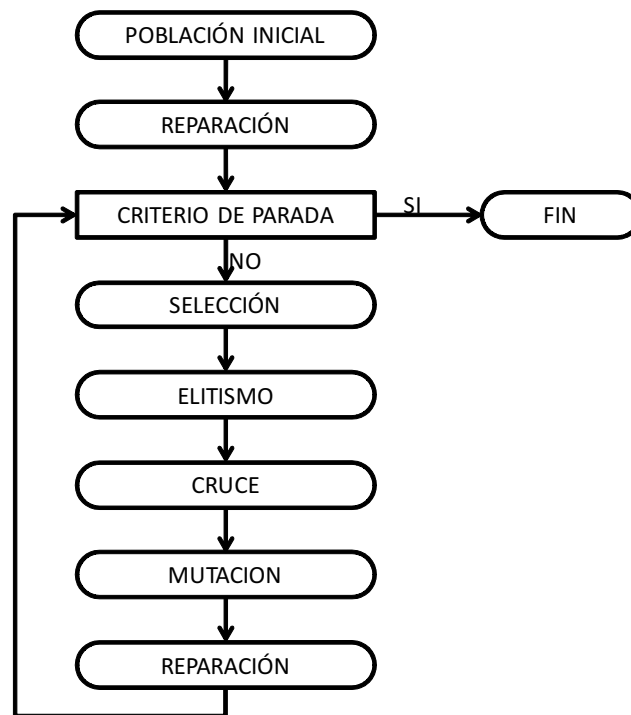 POBLACIÓN INICIAL
REPARACIÓN
CRITERIO DE PARADA
SI
FIN
NO
SELECCIÓN
ELITISMO
CRUCE
MUTACION
REPARACIÓN